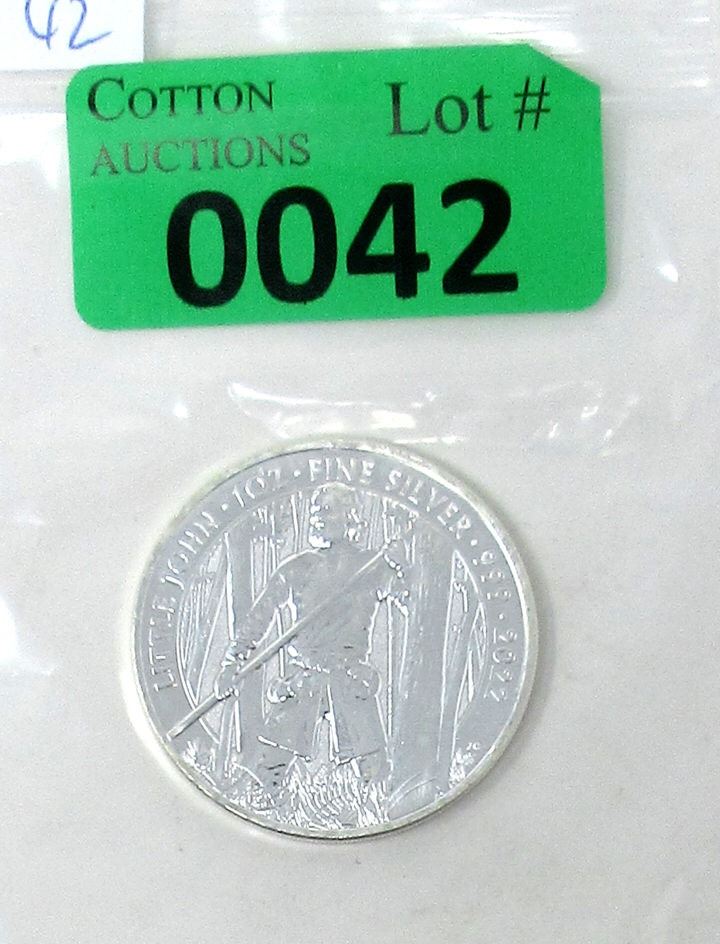 42
COTTON
AUCTIONS
Lot #
0042
LITTLE JOHN · 1OZ · FINE SILVER · 999 · 2022